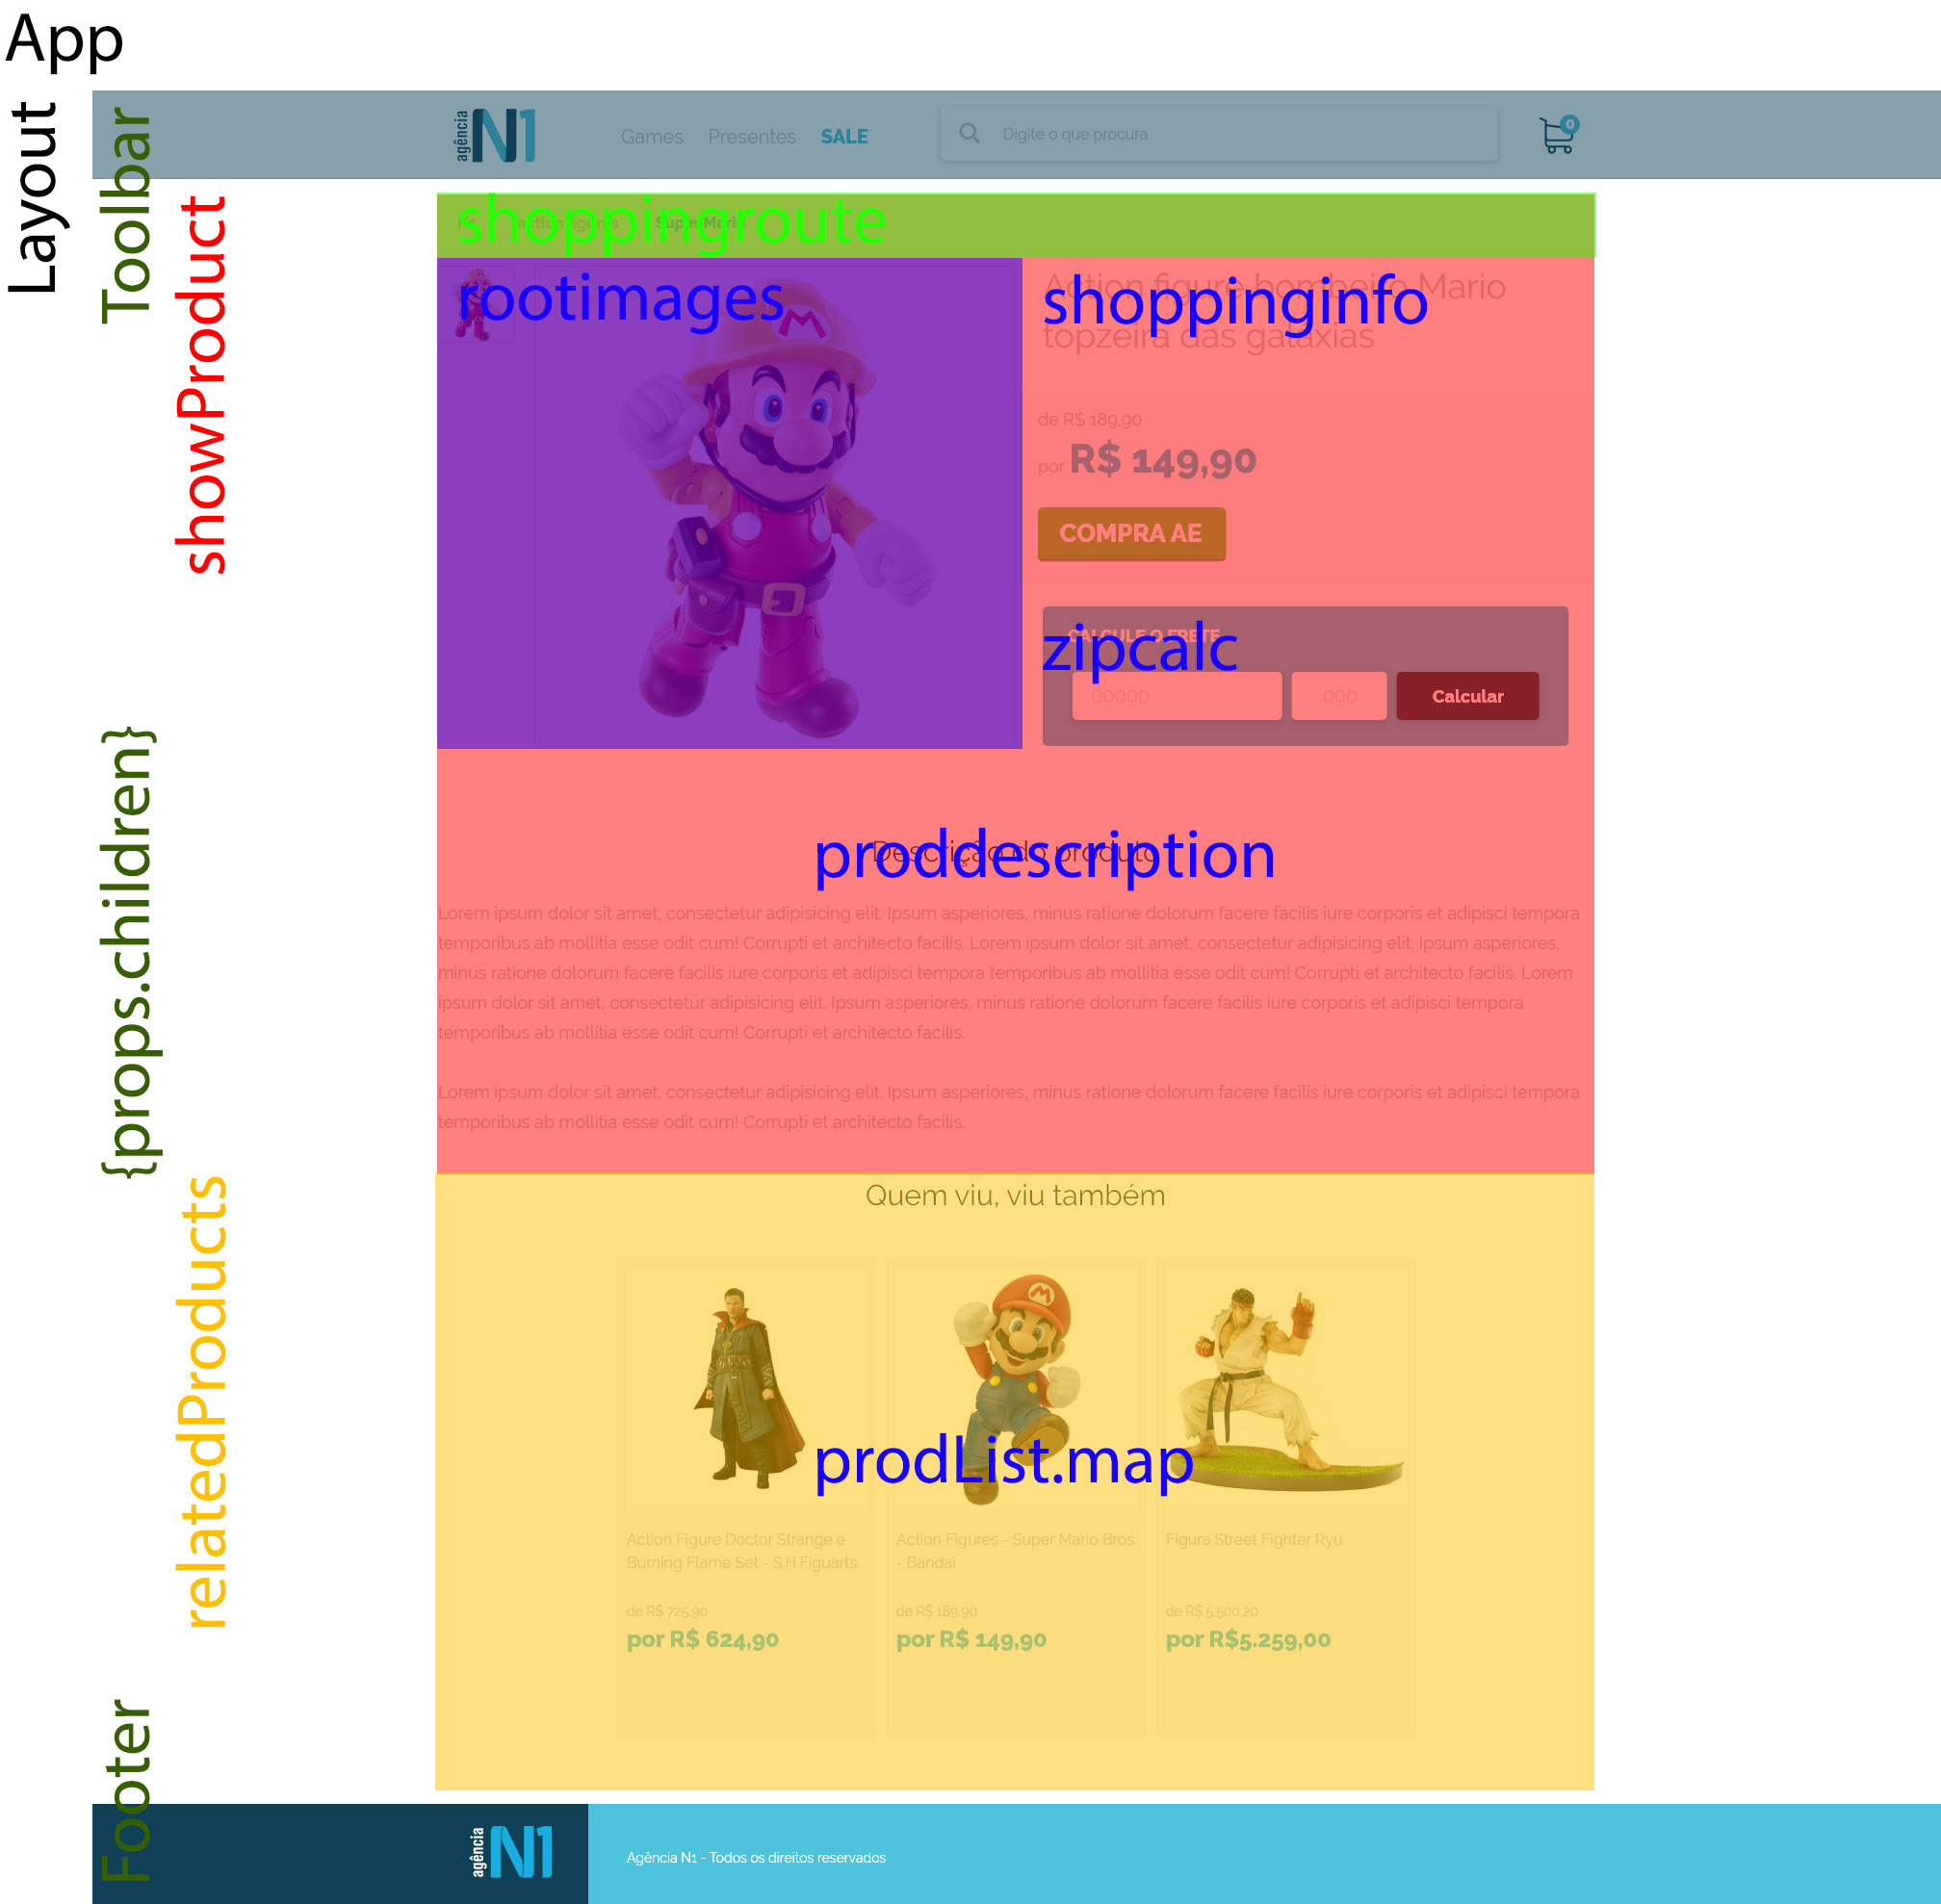 App
Layout
Toolbar
agência N1
Games Presentes SALE
Digite o que procura
0
showProduct
shoppingroute
action figures Super Mario
rootimages
shoppinginfo
Action figure bombeiro Mario
topzeira das galáxias
de R$ 189,90
por R$ 149,90
COMPRA AE
CALCULE O FRETE
zipcalc
00000 000 Calcular
{props.children}
Descrição do produto
proddescription
Lorem ipsum dolor sit amet, consectetur adipisicing elit. Ipsum asperiores, minus ratione dolorum facere facilis iure corporis et adipisci tempora
temporibus ab mollitia esse odit cum! Corrupti et architecto facilis. Lorem ipsum dolor sit amet, consectetur adipisicing elit. Ipsum asperiores,
minus ratione dolorum facere facilis iure corporis et adipisci tempora temporibus ab mollitia esse odit cum! Corrupti et architecto facilis. Lorem
ipsum dolor sit amet, consectetur adipisicing elit. Ipsum asperiores, minus ratione dolorum facere facilis iure corporis et adipisci tempora
temporibus ab mollitia esse odit cum! Corrupti et architecto facilis.
Lorem ipsum dolor sit amet, consectetur adipisicing elit. Ipsum asperiores, minus ratione dolorum facere facilis iure corporis et adipisci tempora
temporibus ab mollitia esse odit cum! Corrupti et architecto facilis.
relatedProducts
Quem viu, viu também
prodList.map
Action Figure Doctor Strange e
Burning Flame Set - S.H.Figuarts
de R$ 725,90
por R$ 624,90
Action Figures - Super Mario Bros
- Bandai
de R$ 189,90
por R$ 149,90
Figura Street Fighter Ryu
de R$ 5.500,20
por R$5.259,00
Footer
agência N1
Agência N1 - Todos os direitos reservados